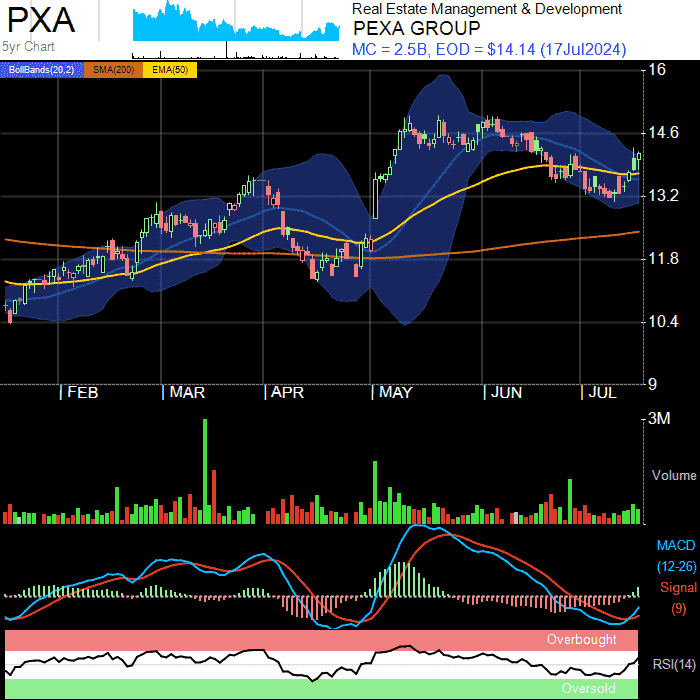 PXA
5yr Chart
Real Estate Management & Development
PEXA GROUP
MC = 2.5B, EOD = $14.14 (17Jul2024)
BollBands(20,2) SMA(200) EMA(50)
16
14.6
13.2
11.8
10.4
9
FEB MAR APR MAY JUN JUL
3M
Volume
MACD
(12-26)
Signal
(9)
Overbought
RSI(14)
Oversold